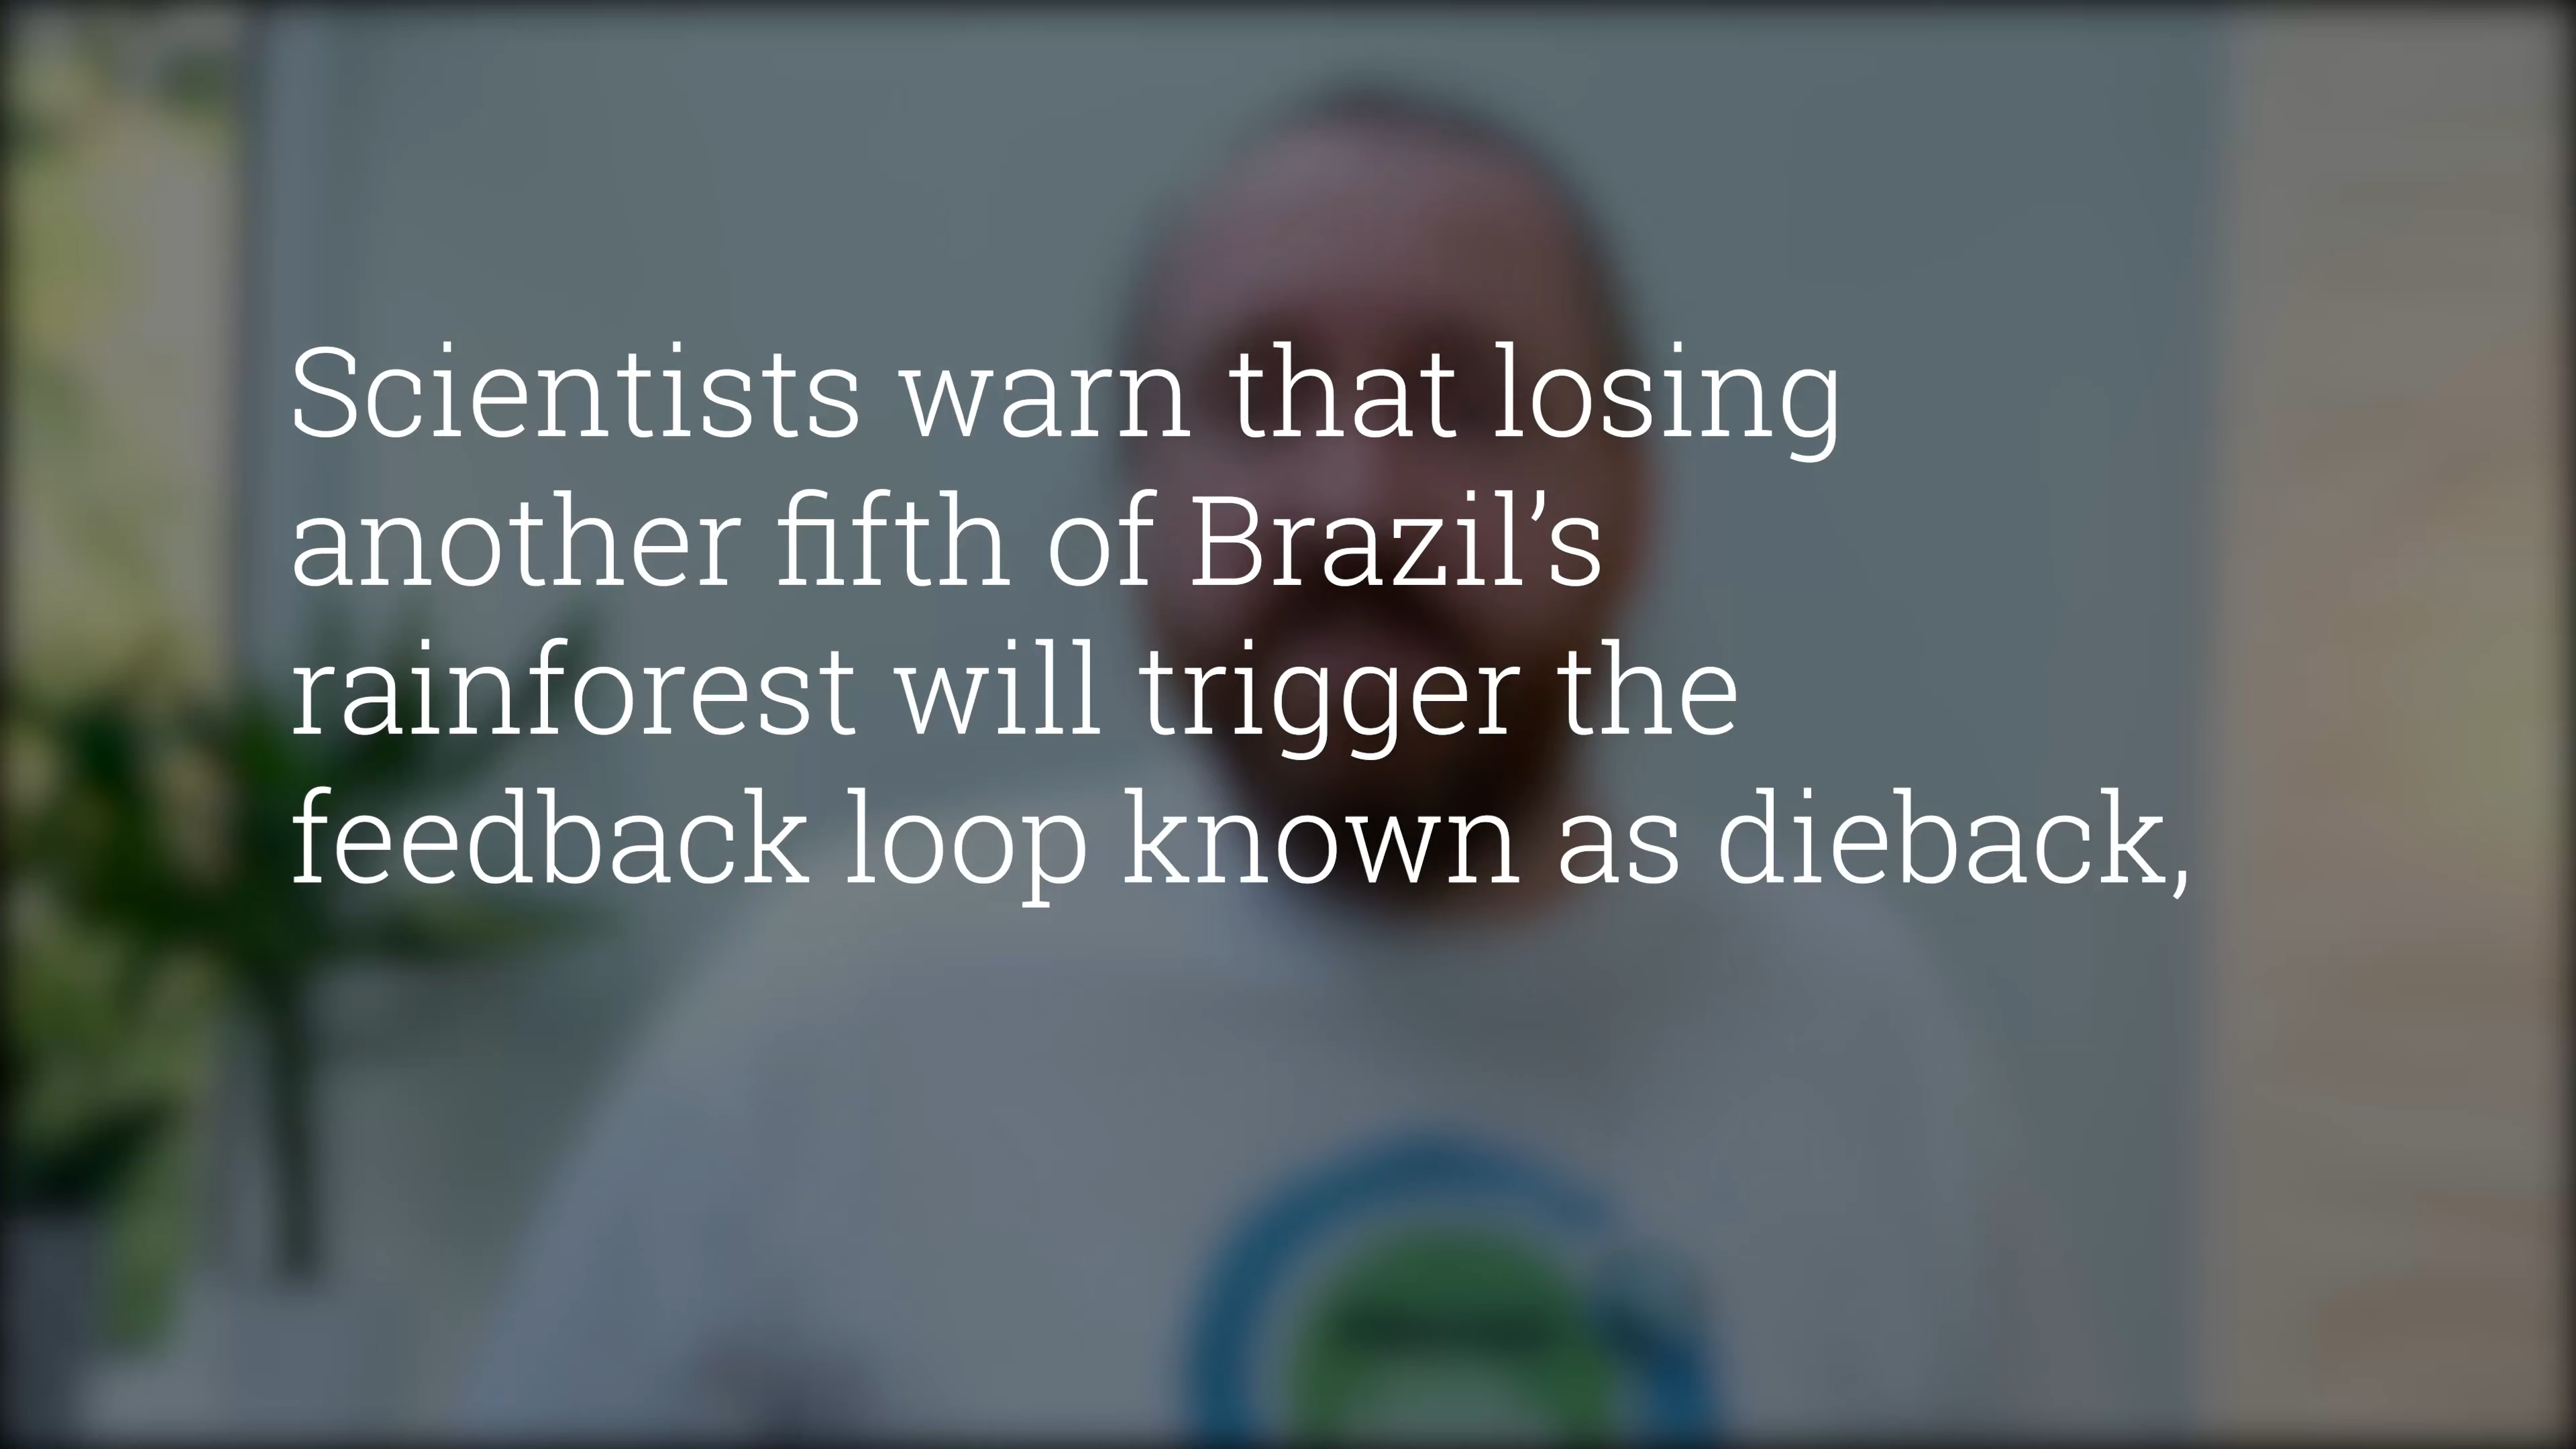 Scientists warn that losing
another fifth of Brazil’s
rainforest will trigger the
feedback loop known as dieback,